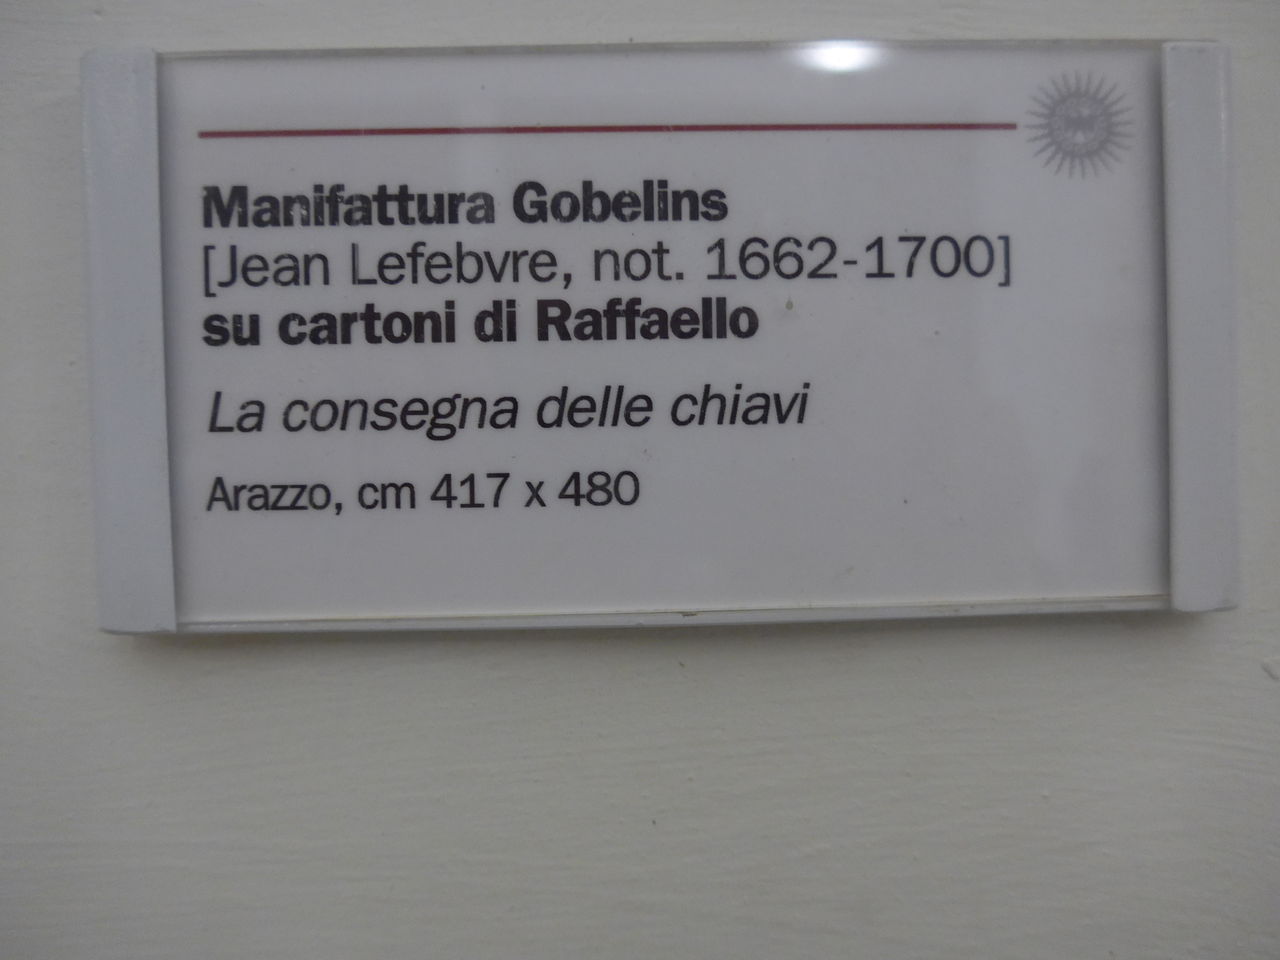 Manifattura Gobelins
[Jean Lefebvre, not. 1662-1700]
su cartoni di Raffaello
La consegna delle chiavi
Arazzo, cm 417 x 480